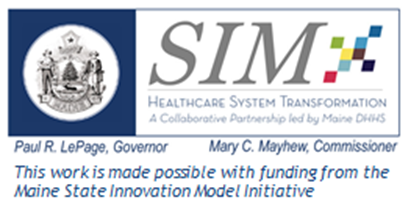 SIM
HEALTHCARE SYSTEM TRANSFORMATION
A Collaborative Partnership led by Maine DHHS
Paul R. LePage, Governor Mary C. Mayhew, Commissioner
This work is made possible with funding from the
Maine State Innovation Model Initiative